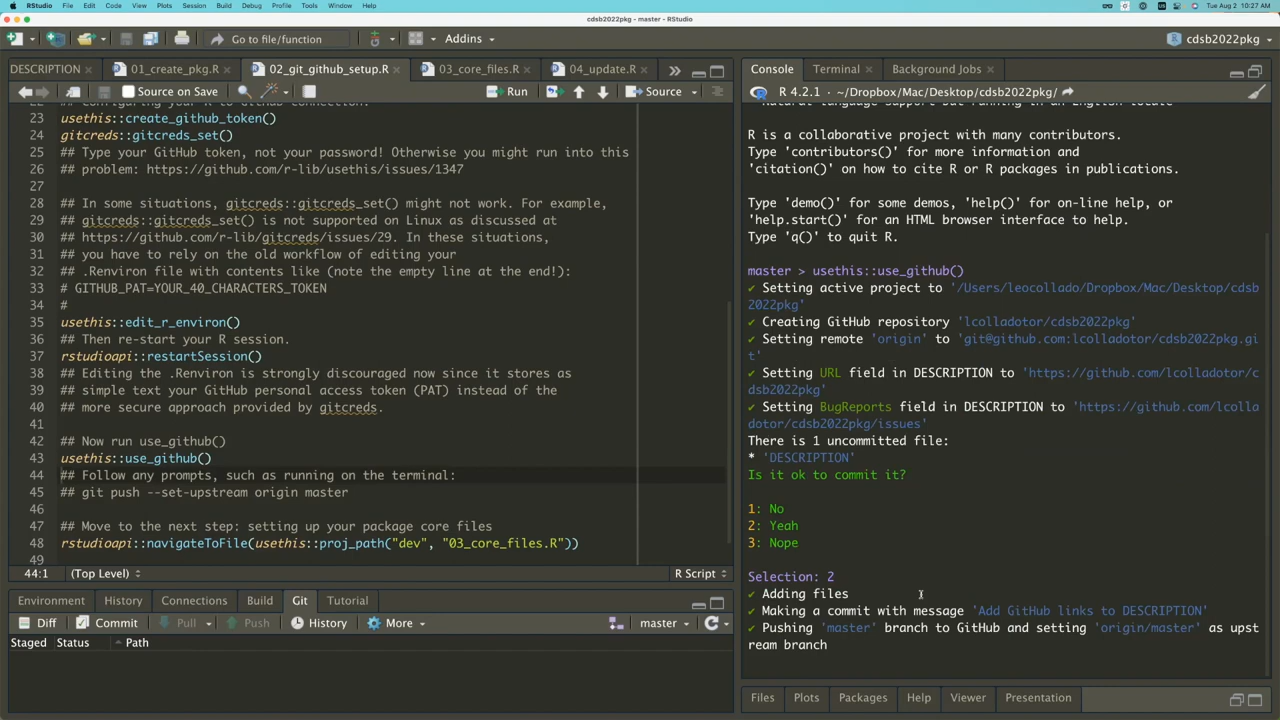 RStudio File Edit Code View Plots Session Build Debug Profile Tools Window Help Tue Aug 2 10:27 AM
cdsb2022pkg - master - RStudio
Go to file/function Addins cdsb2022pkg
DESCRIPTION 01_create_pkg.R 02_git_github_setup.R 03_core_files.R 04_update.R
Source on Save Run Source
22 ## Configuring your R to GitHub connection:
23 usethis::create_github_token()
24 gitcreds::gitcreds_set()
25 ## Type your GitHub token, not your password! Otherwise you might run into this
26 ## problem: https://github.com/r-lib/usethis/issues/1347
27
28 ## In some situations, gitcreds::gitcreds_set() might not work. For example,
29 ## gitcreds::gitcreds_set() is not supported on Linux as discussed at
30 ## https://github.com/r-lib/gitcreds/issues/29. In these situations,
31 ## you have to rely on the old workflow of editing your
32 ## .Renviron file with contents like (note the empty line at the end!):
33 # GITHUB_PAT=YOUR_40_CHARACTERS_TOKEN
34 #
35 usethis::edit_r_environ()
36 ## Then re-start your R session.
37 rstudioapi::restartSession()
38 ## Editing the .Renviron is strongly discouraged now since it stores as
39 ## simple text your GitHub personal access token (PAT) instead of the
40 ## more secure approach provided by gitcreds.
41
42 ## Now run use_github()
43 usethis::use_github()
44 ## Follow any prompts, such as running on the terminal:
45 ## git push --set-upstream origin master
46
47 ## Move to the next step: setting up your package core files
48 rstudioapi::navigateToFile(usethis::proj_path("dev", "03_core_files.R"))
49
44:1 (Top Level) R Script
Environment History Connections Build Git Tutorial
Diff Commit Pull Push History More master
Staged Status Path
Console Terminal Background Jobs
R 4.2.1 · ~/Dropbox/Mac/Desktop/cdsb2022pkg/
Natural language support but running in an English locale
R is a collaborative project with many contributors.
Type 'contributors()' for more information and
'citation()' on how to cite R or R packages in publications.
Type 'demo()' for some demos, 'help()' for on-line help, or
'help.start()' for an HTML browser interface to help.
Type 'q()' to quit R.
master > usethis::use_github()
✔ Setting active project to '/Users/leocollado/Dropbox/Mac/Desktop/cdsb
2022pkg'
✔ Creating GitHub repository 'lcolladotor/cdsb2022pkg'
✔ Setting remote 'origin' to 'git@github.com:lcolladotor/cdsb2022pkg.gi
t'
✔ Setting URL field in DESCRIPTION to 'https://github.com/lcolladotor/c
dsb2022pkg'
✔ Setting BugReports field in DESCRIPTION to 'https://github.com/lcolla
dotor/cdsb2022pkg/issues'
There is 1 uncommitted file:
* 'DESCRIPTION'
Is it ok to commit it?
1: No
2: Yeah
3: Nope
Selection: 2
✔ Adding files
✔ Making a commit with message 'Add GitHub links to DESCRIPTION'
✔ Pushing 'master' branch to GitHub and setting 'origin/master' as upst
ream branch
Files Plots Packages Help Viewer Presentation